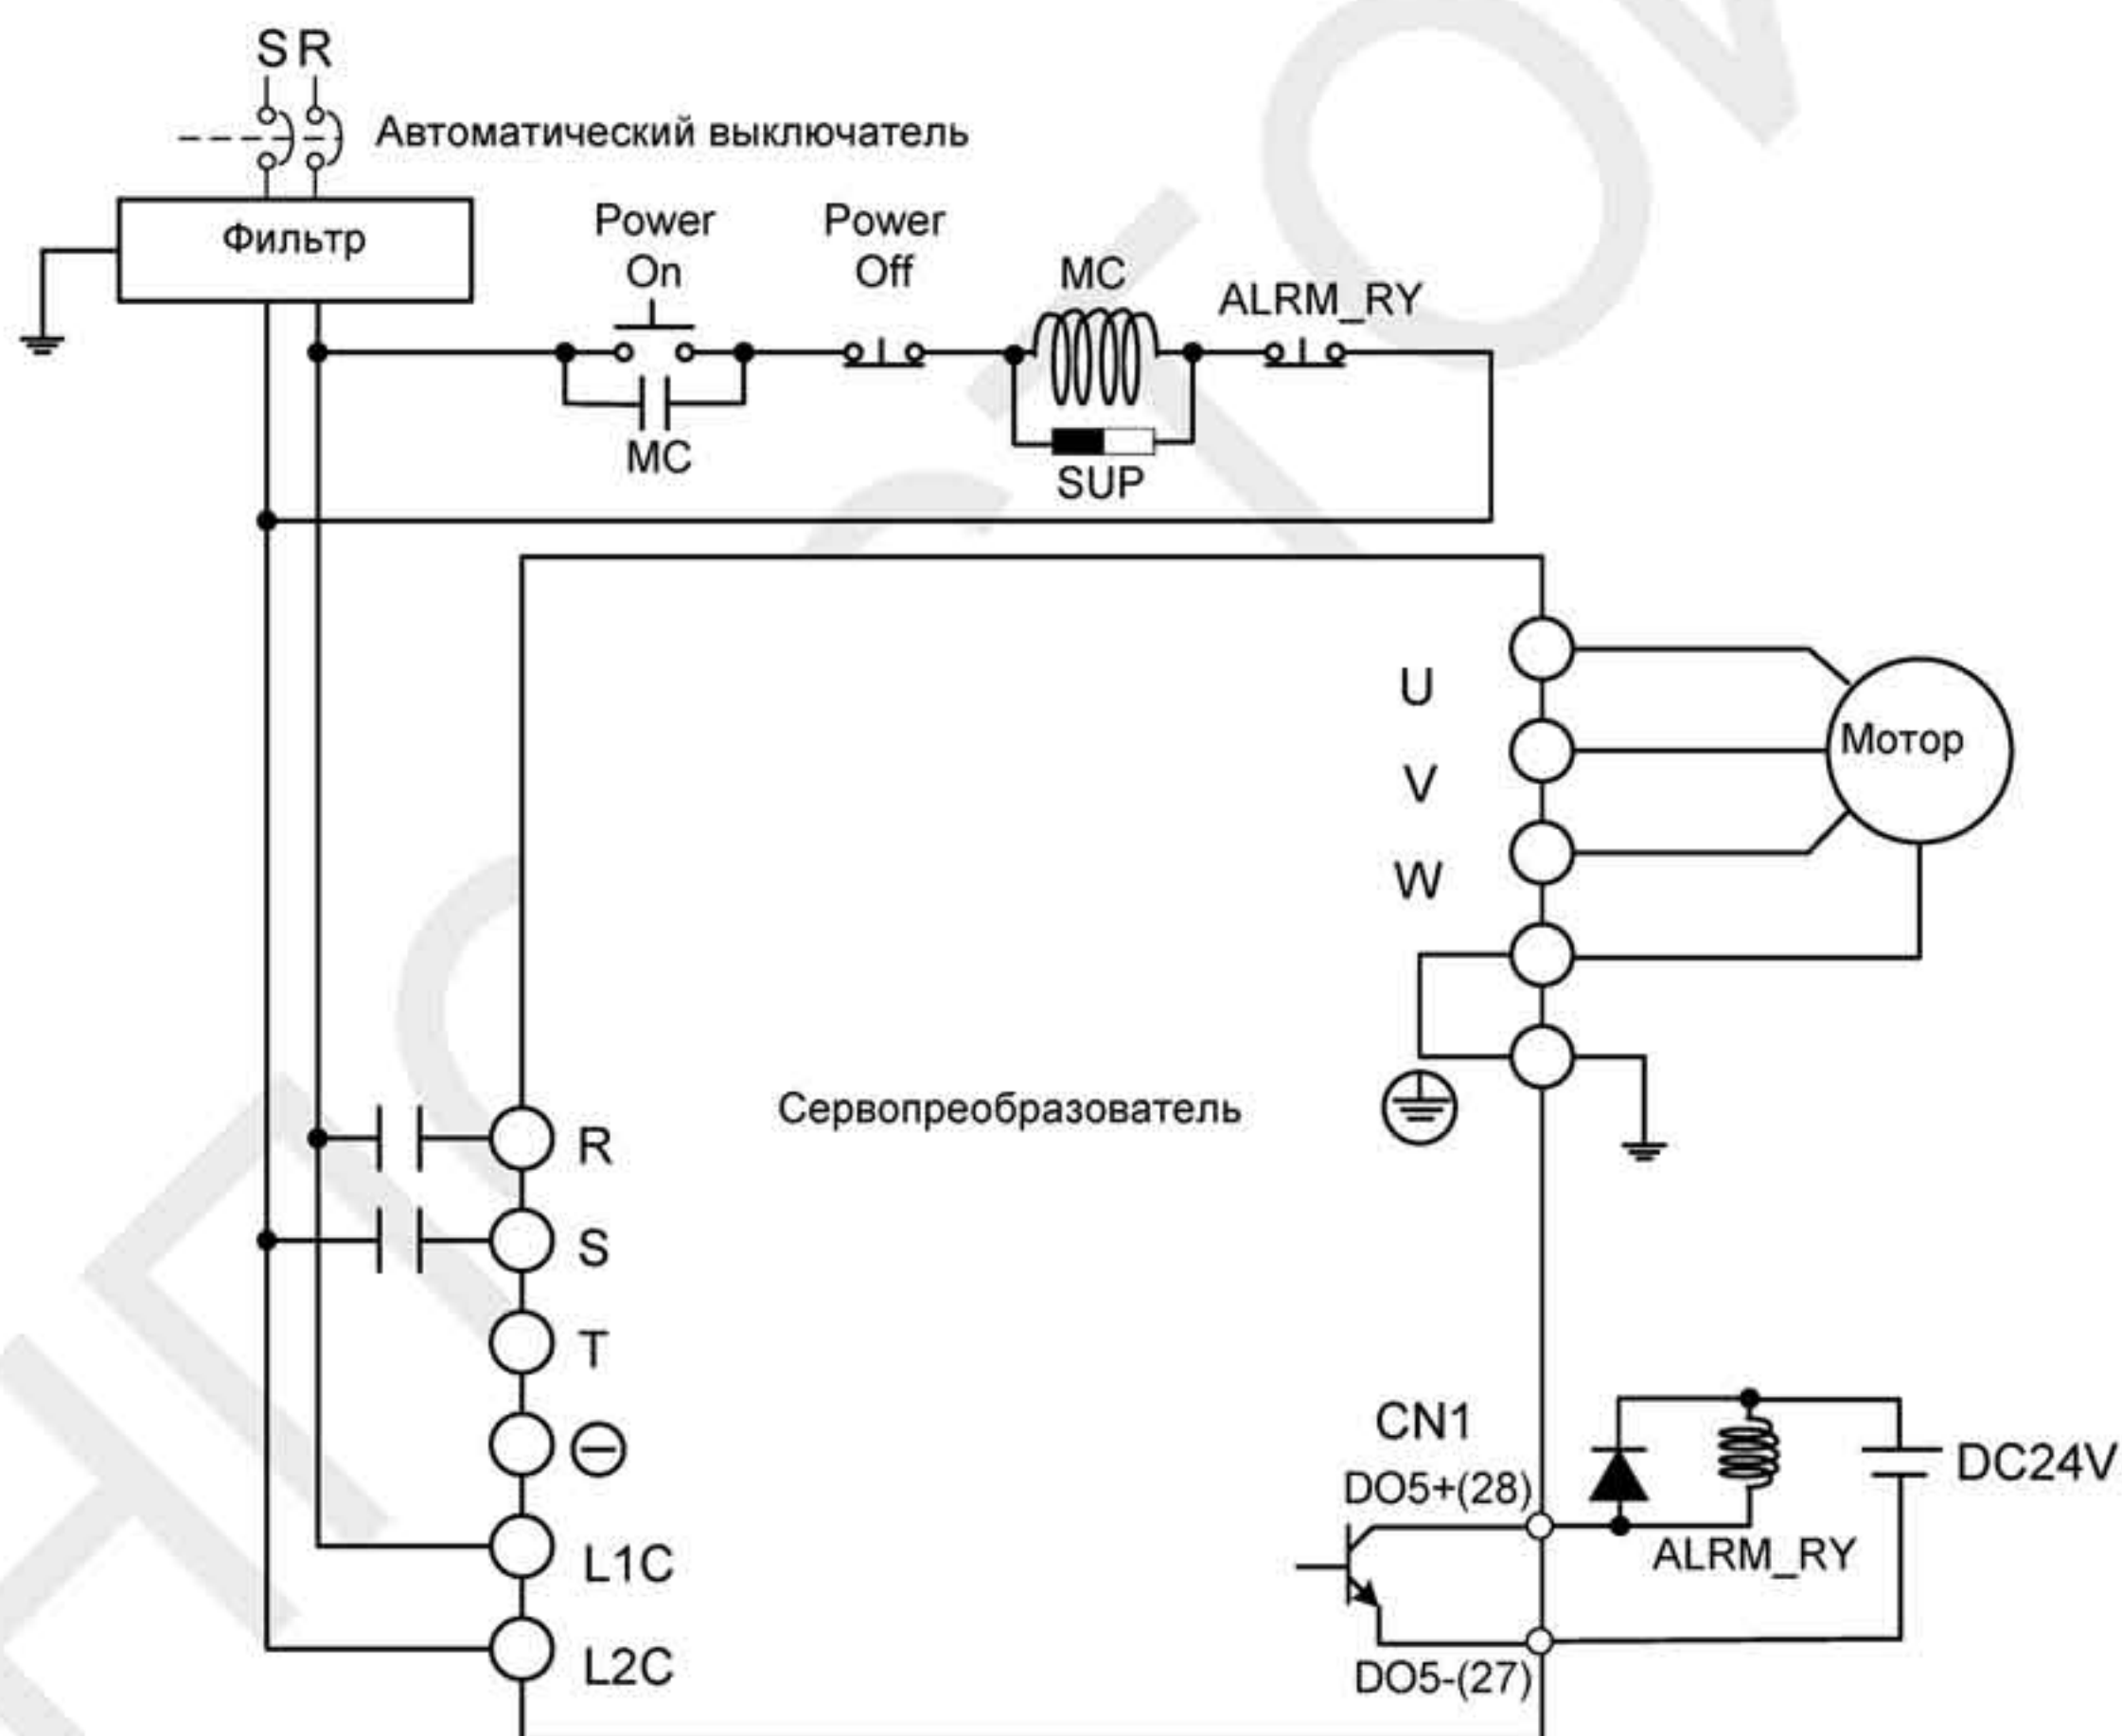 S R
Автоматический выключатель
Фильтр
Power
On
Power
Off
MC
ALRM_RY
MC
SUP
U
V
W
Мотор
Сервопреобразователь
R
S
T
L1C
L2C
CN1
DO5+(28)
DC24V
ALRM_RY
DO5-(27)